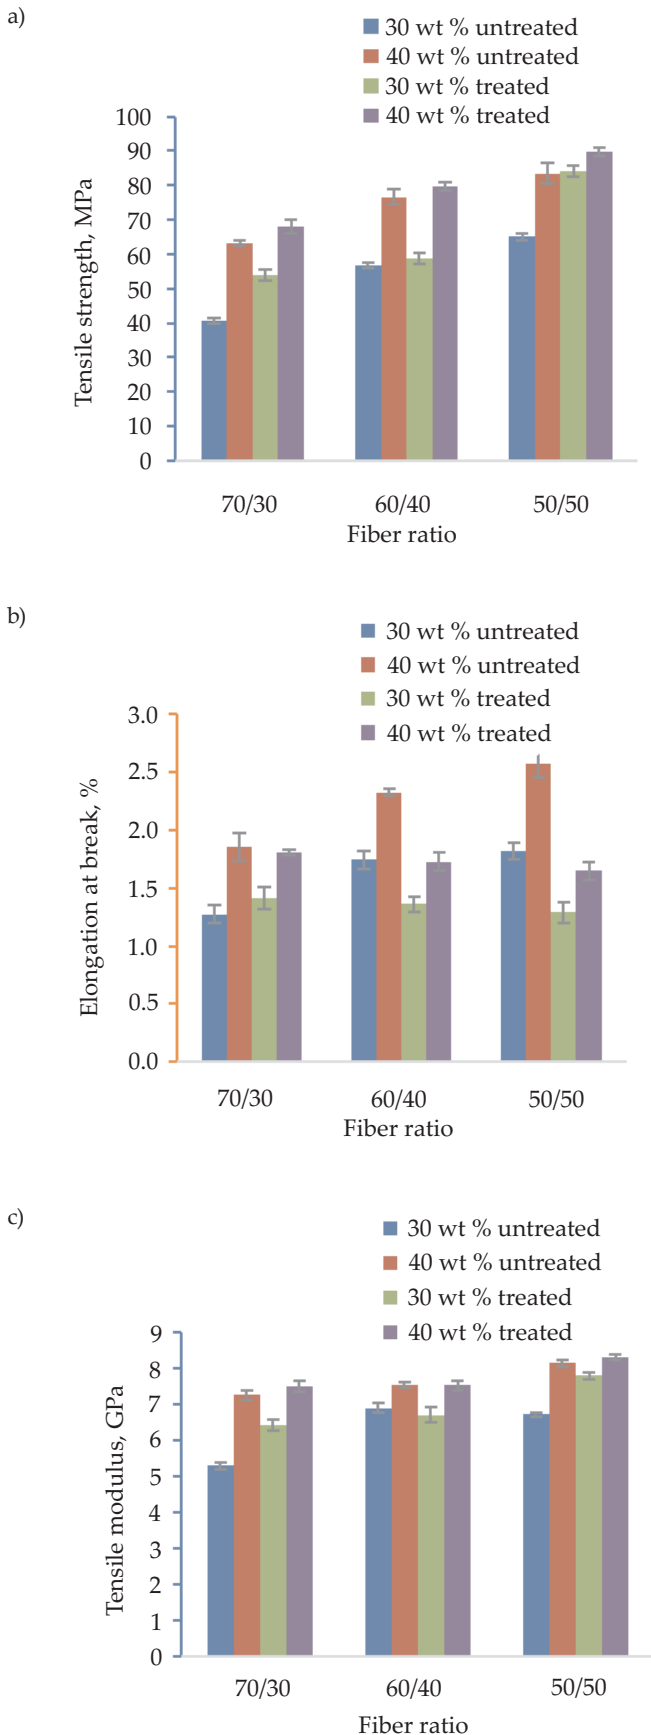 a)
30 wt % untreated
40 wt % untreated
30 wt % treated
40 wt % treated
100
90
80
70
60
50
40
30
20
10
0
Tensile strength, MPa
70/30 60/40 50/50
Fiber ratio
b)
30 wt % untreated
40 wt % untreated
30 wt % treated
40 wt % treated
3.0
2.5
2.0
1.5
1.0
0.5
0.0
Elongation at break, %
70/30 60/40 50/50
Fiber ratio
c)
30 wt % untreated
40 wt % untreated
30 wt % treated
40 wt % treated
9
8
7
6
5
4
3
2
1
0
Tensile modulus, GPa
70/30 60/40 50/50
Fiber ratio